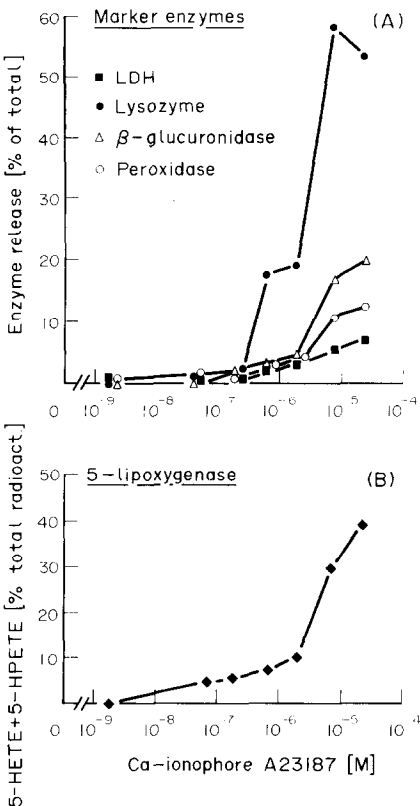 Marker enzymes
(A)
■ LDH
● Lysozyme
△ β-glucuronidase
○ Peroxidase
Enzyme release [% of total]
60
50
40
30
20
10
0
0 10⁻⁹ 10⁻⁸ 10⁻⁷ 10⁻⁶ 10⁻⁵ 10⁻⁴
5-lipoxygenase
(B)
5-HETE+5-HPETE [% total radioact.]
50
40
30
20
10
0
0 10⁻⁹ 10⁻⁸ 10⁻⁷ 10⁻⁶ 10⁻⁵ 10⁻⁴
Ca-ionophore A23187 [M]